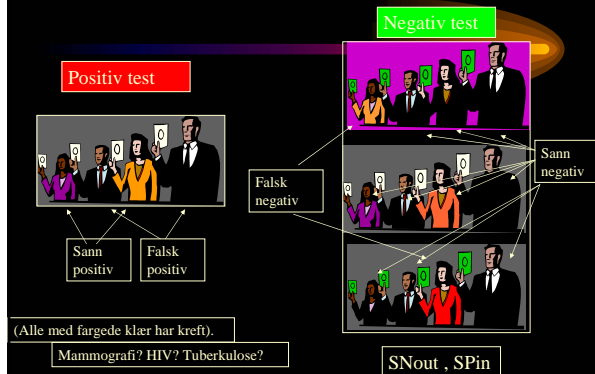 Negativ test
Positiv test
Sann
negativ
Falsk
negativ
Sann
positiv
Falsk
positiv
(Alle med fargede klær har kreft).
Mammografi? HIV? Tuberkulose?
SNout , SPin